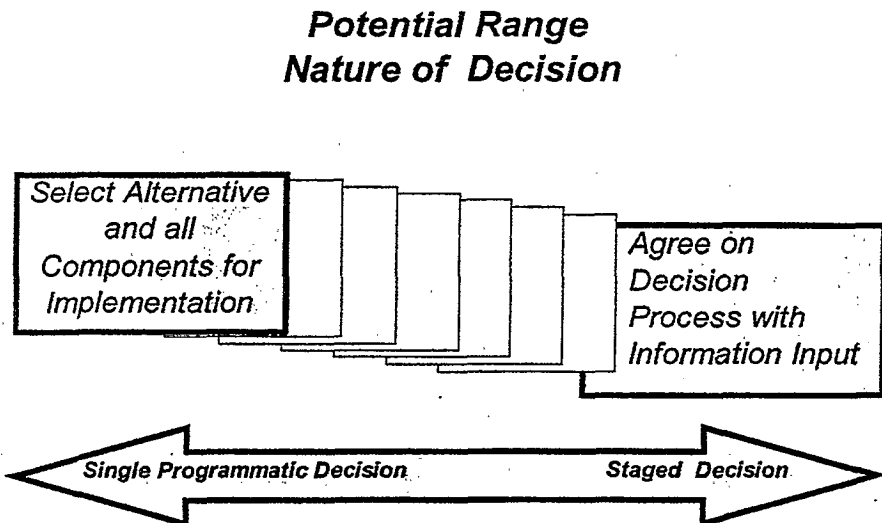 Potential Range
Nature of Decision
Select Alternative
and all
Components for
Implementation
Agree on
Decision
Process with
Information Input
Single Programmatic Decision
Staged Decision